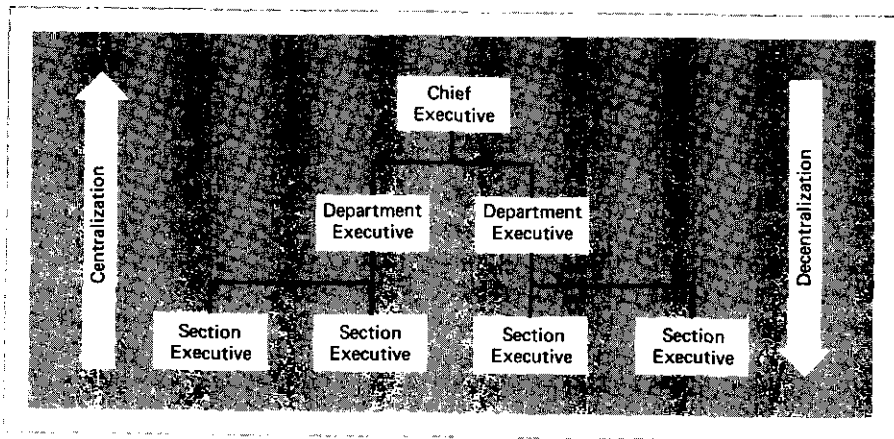 Chief
Executive
Centralization
Decentralization
Department
Executive
Department
Executive
Section
Executive
Section
Executive
Section
Executive
Section
Executive